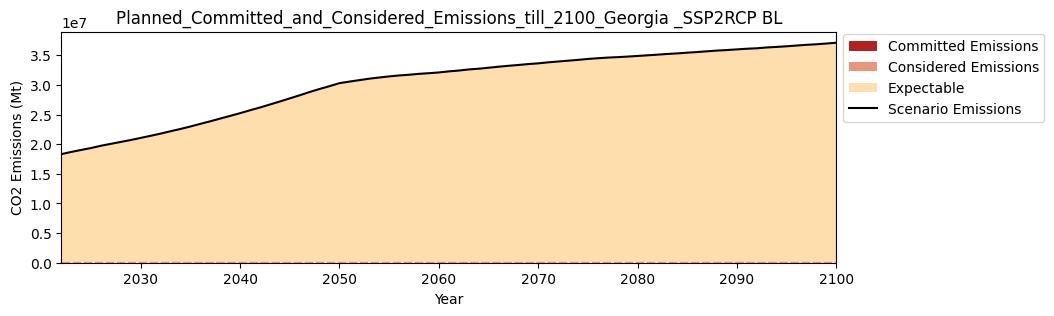 Planned_Committed_and_Considered_Emissions_till_2100_Georgia _SSP2RCP BL
1e7
3.5
3.0
2.5
2.0
1.5
1.0
0.5
0.0
CO2 Emissions (Mt)
2030 2040 2050 2060 2070 2080 2090 2100
Year
Committed Emissions
Considered Emissions
Expectable
Scenario Emissions